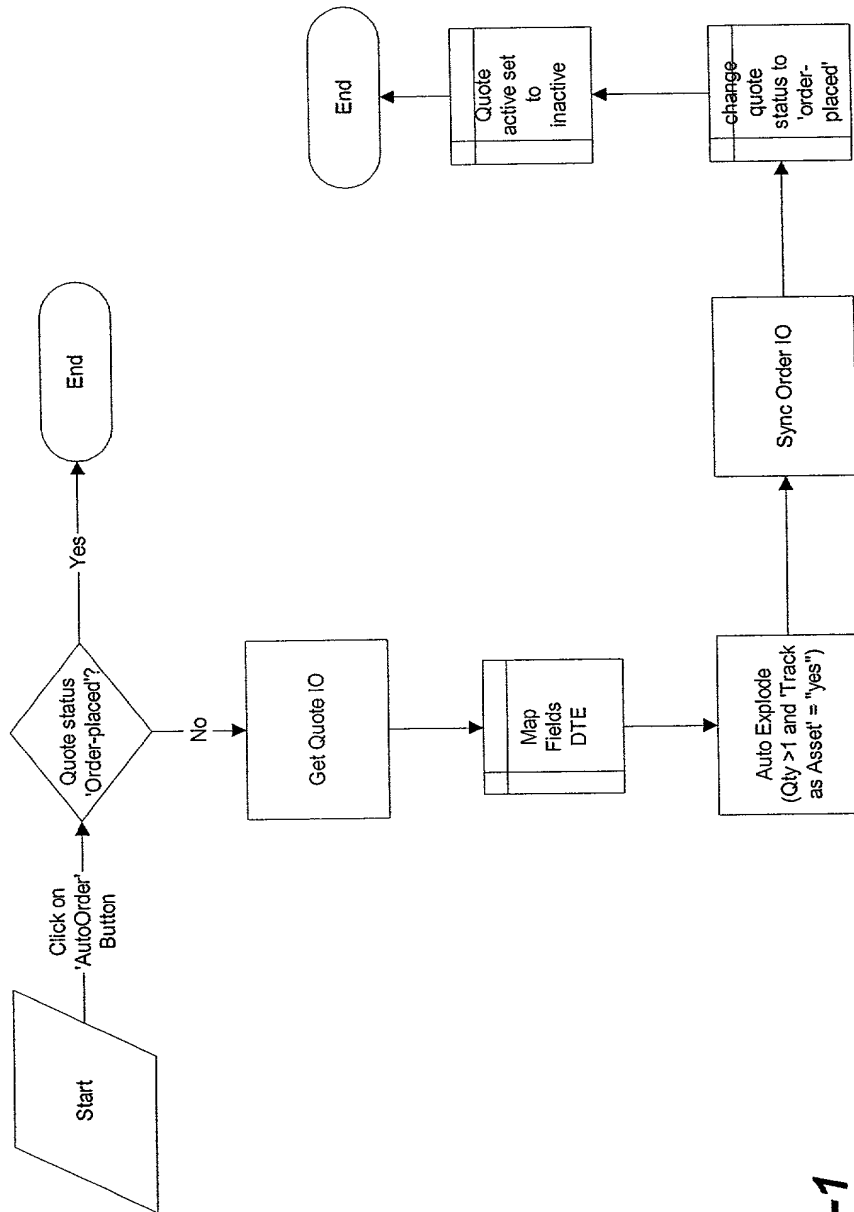 Start
Click on
'AutoOrder'
Button
Quote status
'Order-placed'?
Yes
End
No
Get Quote IO
Map
Fields
DTE
Auto Explode
(Qty >1 and 'Track
as Asset' = "yes")
Sync Order IO
change
quote
status to
'order-
placed'
Quote
active set
to
inactive
End
-1